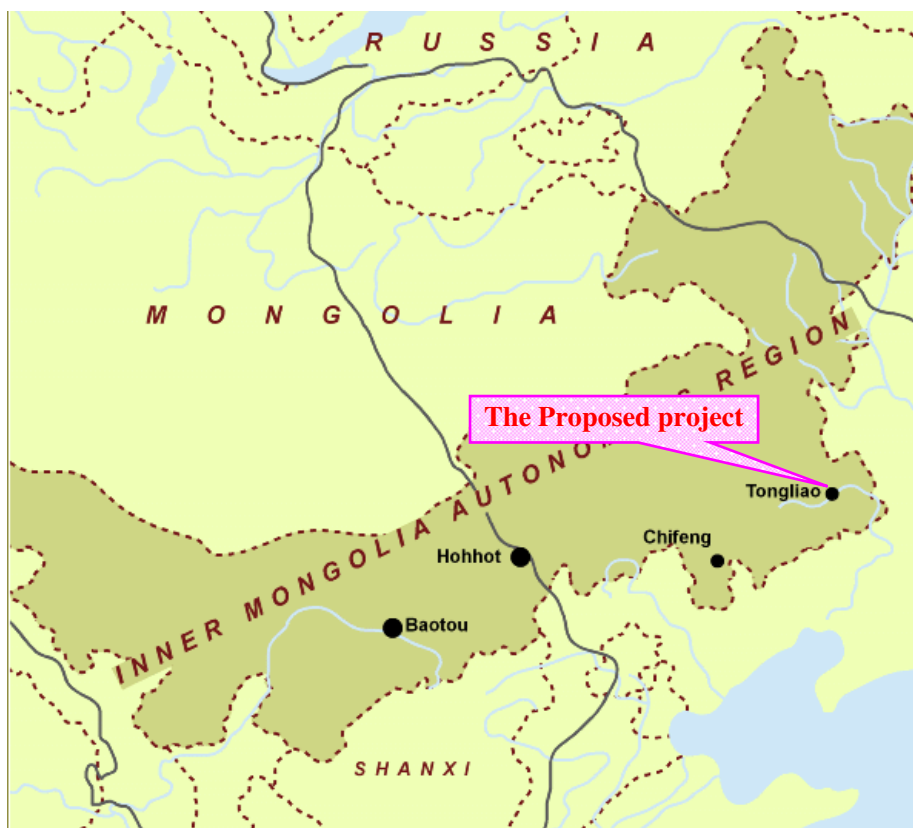 RUSSIA
MONGOLIA
INNER MONGOLIA AUTONOMOUS REGION
The Proposed project
Tongliao
Chifeng
Hohhot
Baotou
SHANXI